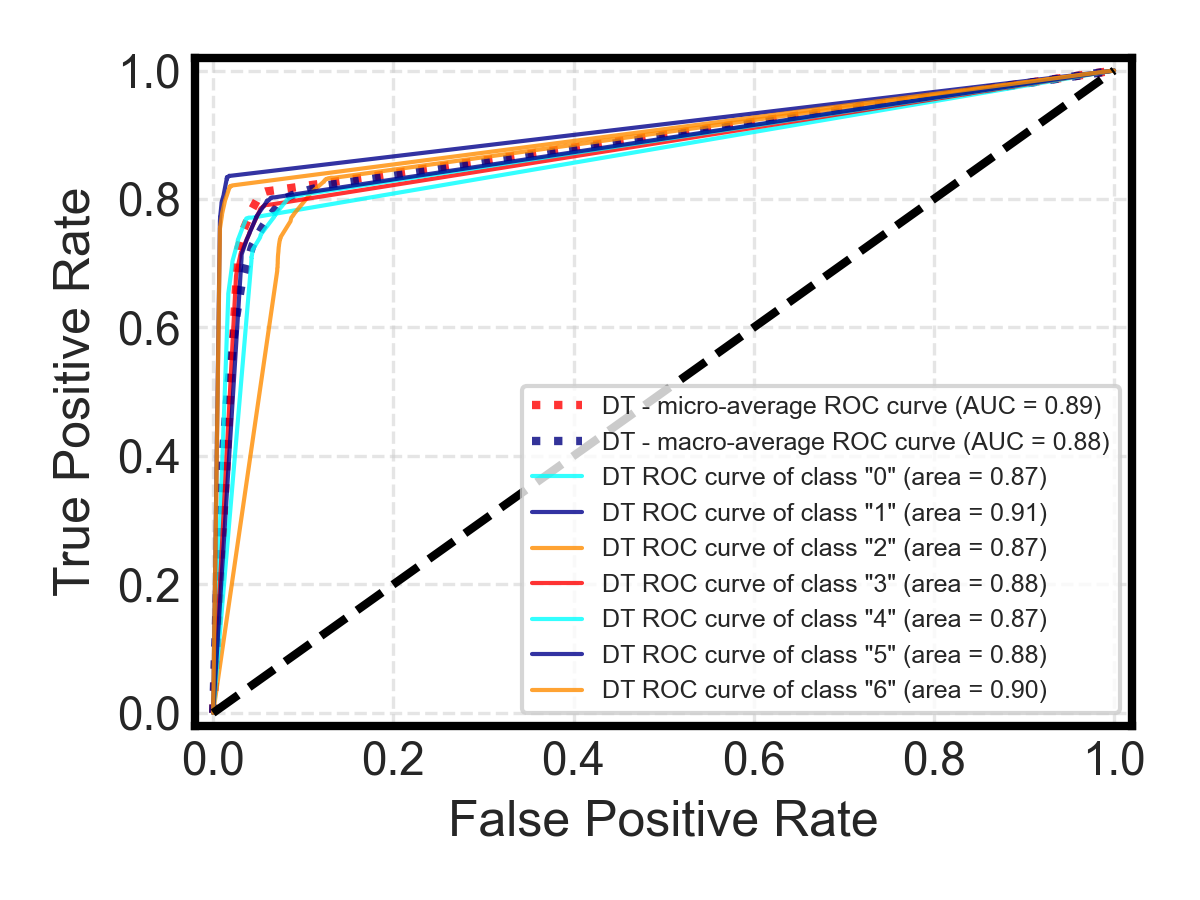 1.0
0.8
0.6
0.4
0.2
0.0
True Positive Rate
DT - micro-average ROC curve (AUC = 0.89)
DT - macro-average ROC curve (AUC = 0.88)
DT ROC curve of class "0" (area = 0.87)
DT ROC curve of class "1" (area = 0.91)
DT ROC curve of class "2" (area = 0.87)
DT ROC curve of class "3" (area = 0.88)
DT ROC curve of class "4" (area = 0.87)
DT ROC curve of class "5" (area = 0.88)
DT ROC curve of class "6" (area = 0.90)
0.0 0.2 0.4 0.6 0.8 1.0
False Positive Rate